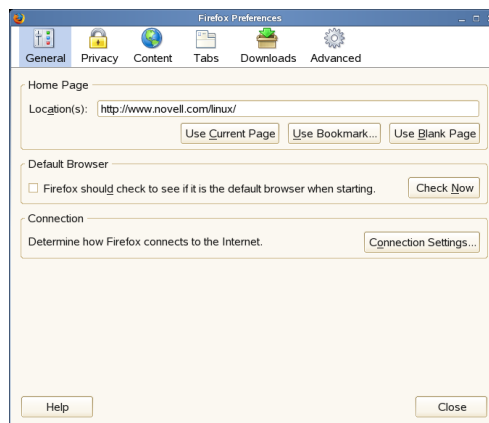 Firefox Preferences
General Privacy Content Tabs Downloads Advanced
Home Page
Location(s): http://www.novell.com/linux/
Use Current Page Use Bookmark... Use Blank Page
Default Browser
Firefox should check to see if it is the default browser when starting. Check Now
Connection
Determine how Firefox connects to the Internet. Connection Settings...
Help Close